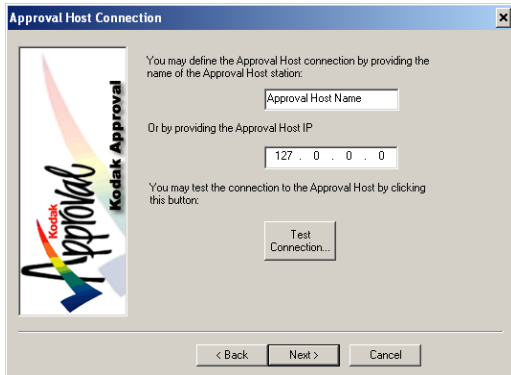 Approval Host Connection
You may define the Approval Host connection by providing the
name of the Approval Host station:
Approval Host Name
Or by providing the Approval Host IP
127 . 0 . 0 . 0
You may test the connection to the Approval Host by clicking
this button:
Test
Connection...
Kodak Approval
Kodak
Approval
< Back
Next >
Cancel